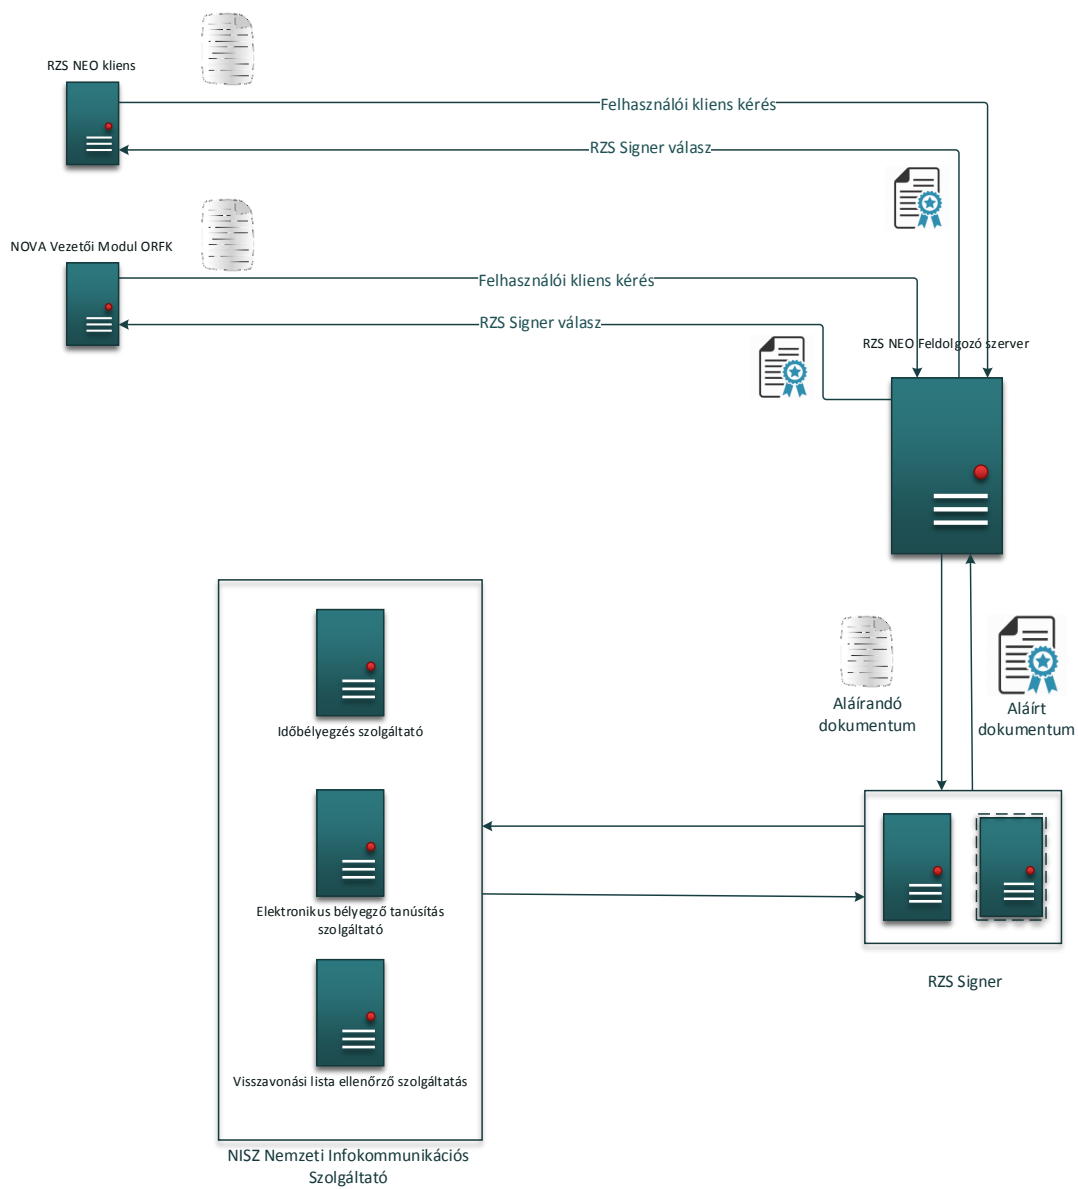 RZS NEO kliens
Felhasználói kliens kérés
RZS Signer válasz
NOVA Vezetői Modul ORFK
Felhasználói kliens kérés
RZS Signer válasz
RZS NEO Feldolgozó szerver
Időbélyegzés szolgáltató
Aláírandó
dokumentum
Aláírt
dokumentum
Elektronikus bélyegző tanúsítás
szolgáltató
RZS Signer
Visszavonási lista ellenőrző szolgáltatás
NISZ Nemzeti Infokommunikációs
Szolgáltató